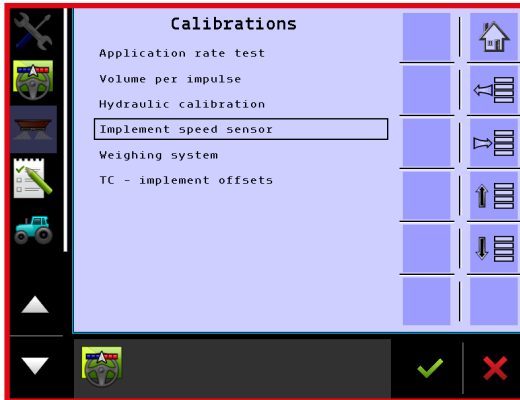 Calibrations
Application rate test
Volume per impulse
Hydraulic calibration
Implement speed sensor
Weighing system
TC - implement offsets